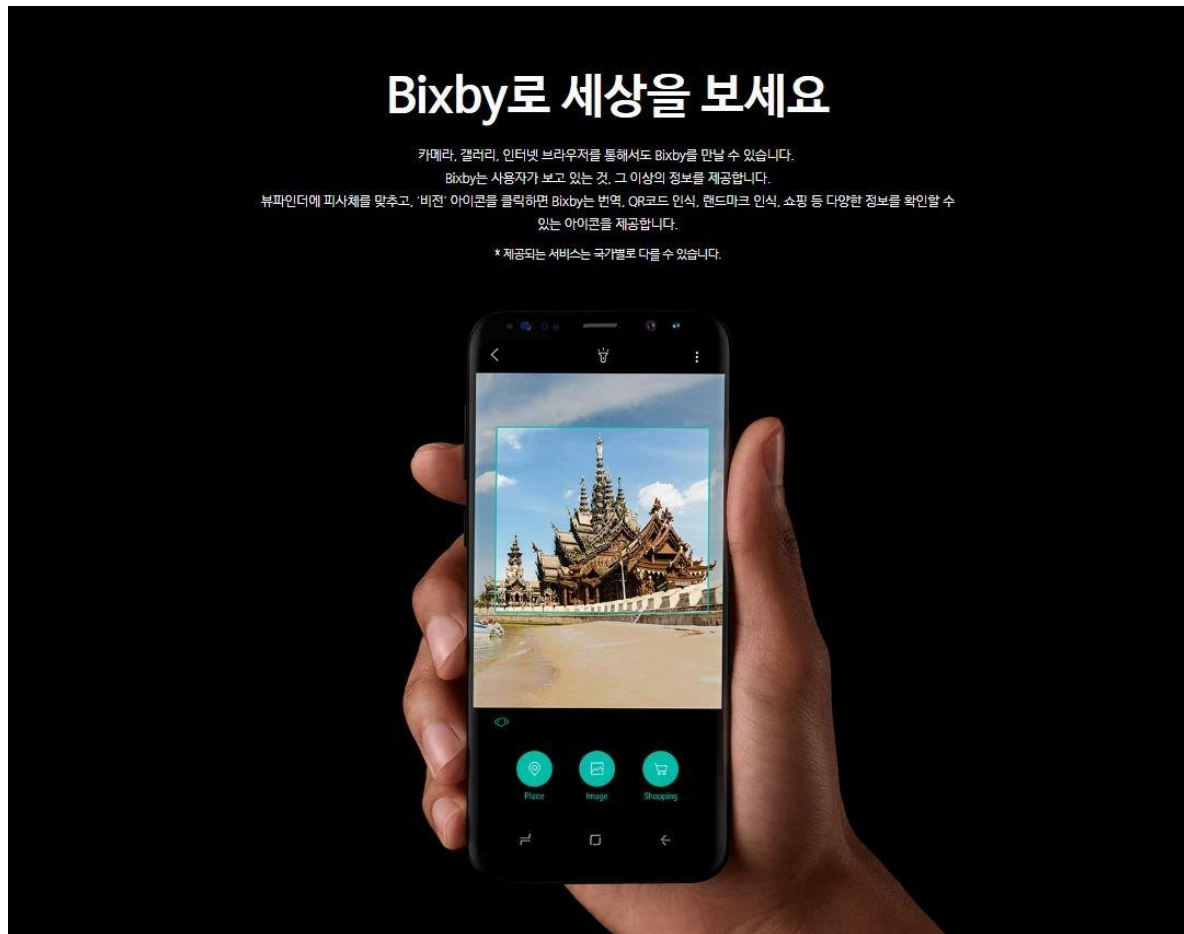 Bixby로 세상을 보세요
카메라, 갤러리, 인터넷 브라우저를 통해서도 Bixby를 만날 수 있습니다.
Bixby는 사용자가 보고 있는 것, 그 이상의 정보를 제공합니다.
뷰파인더에 피사체를 맞추고, '비전' 아이콘을 클릭하면 Bixby는 번역, QR코드 인식, 랜드마크 인식, 쇼핑 등 다양한 정보를 확인할 수
있는 아이콘을 제공합니다.
* 제공되는 서비스는 국가별로 다를 수 있습니다.
Place Image Shopping